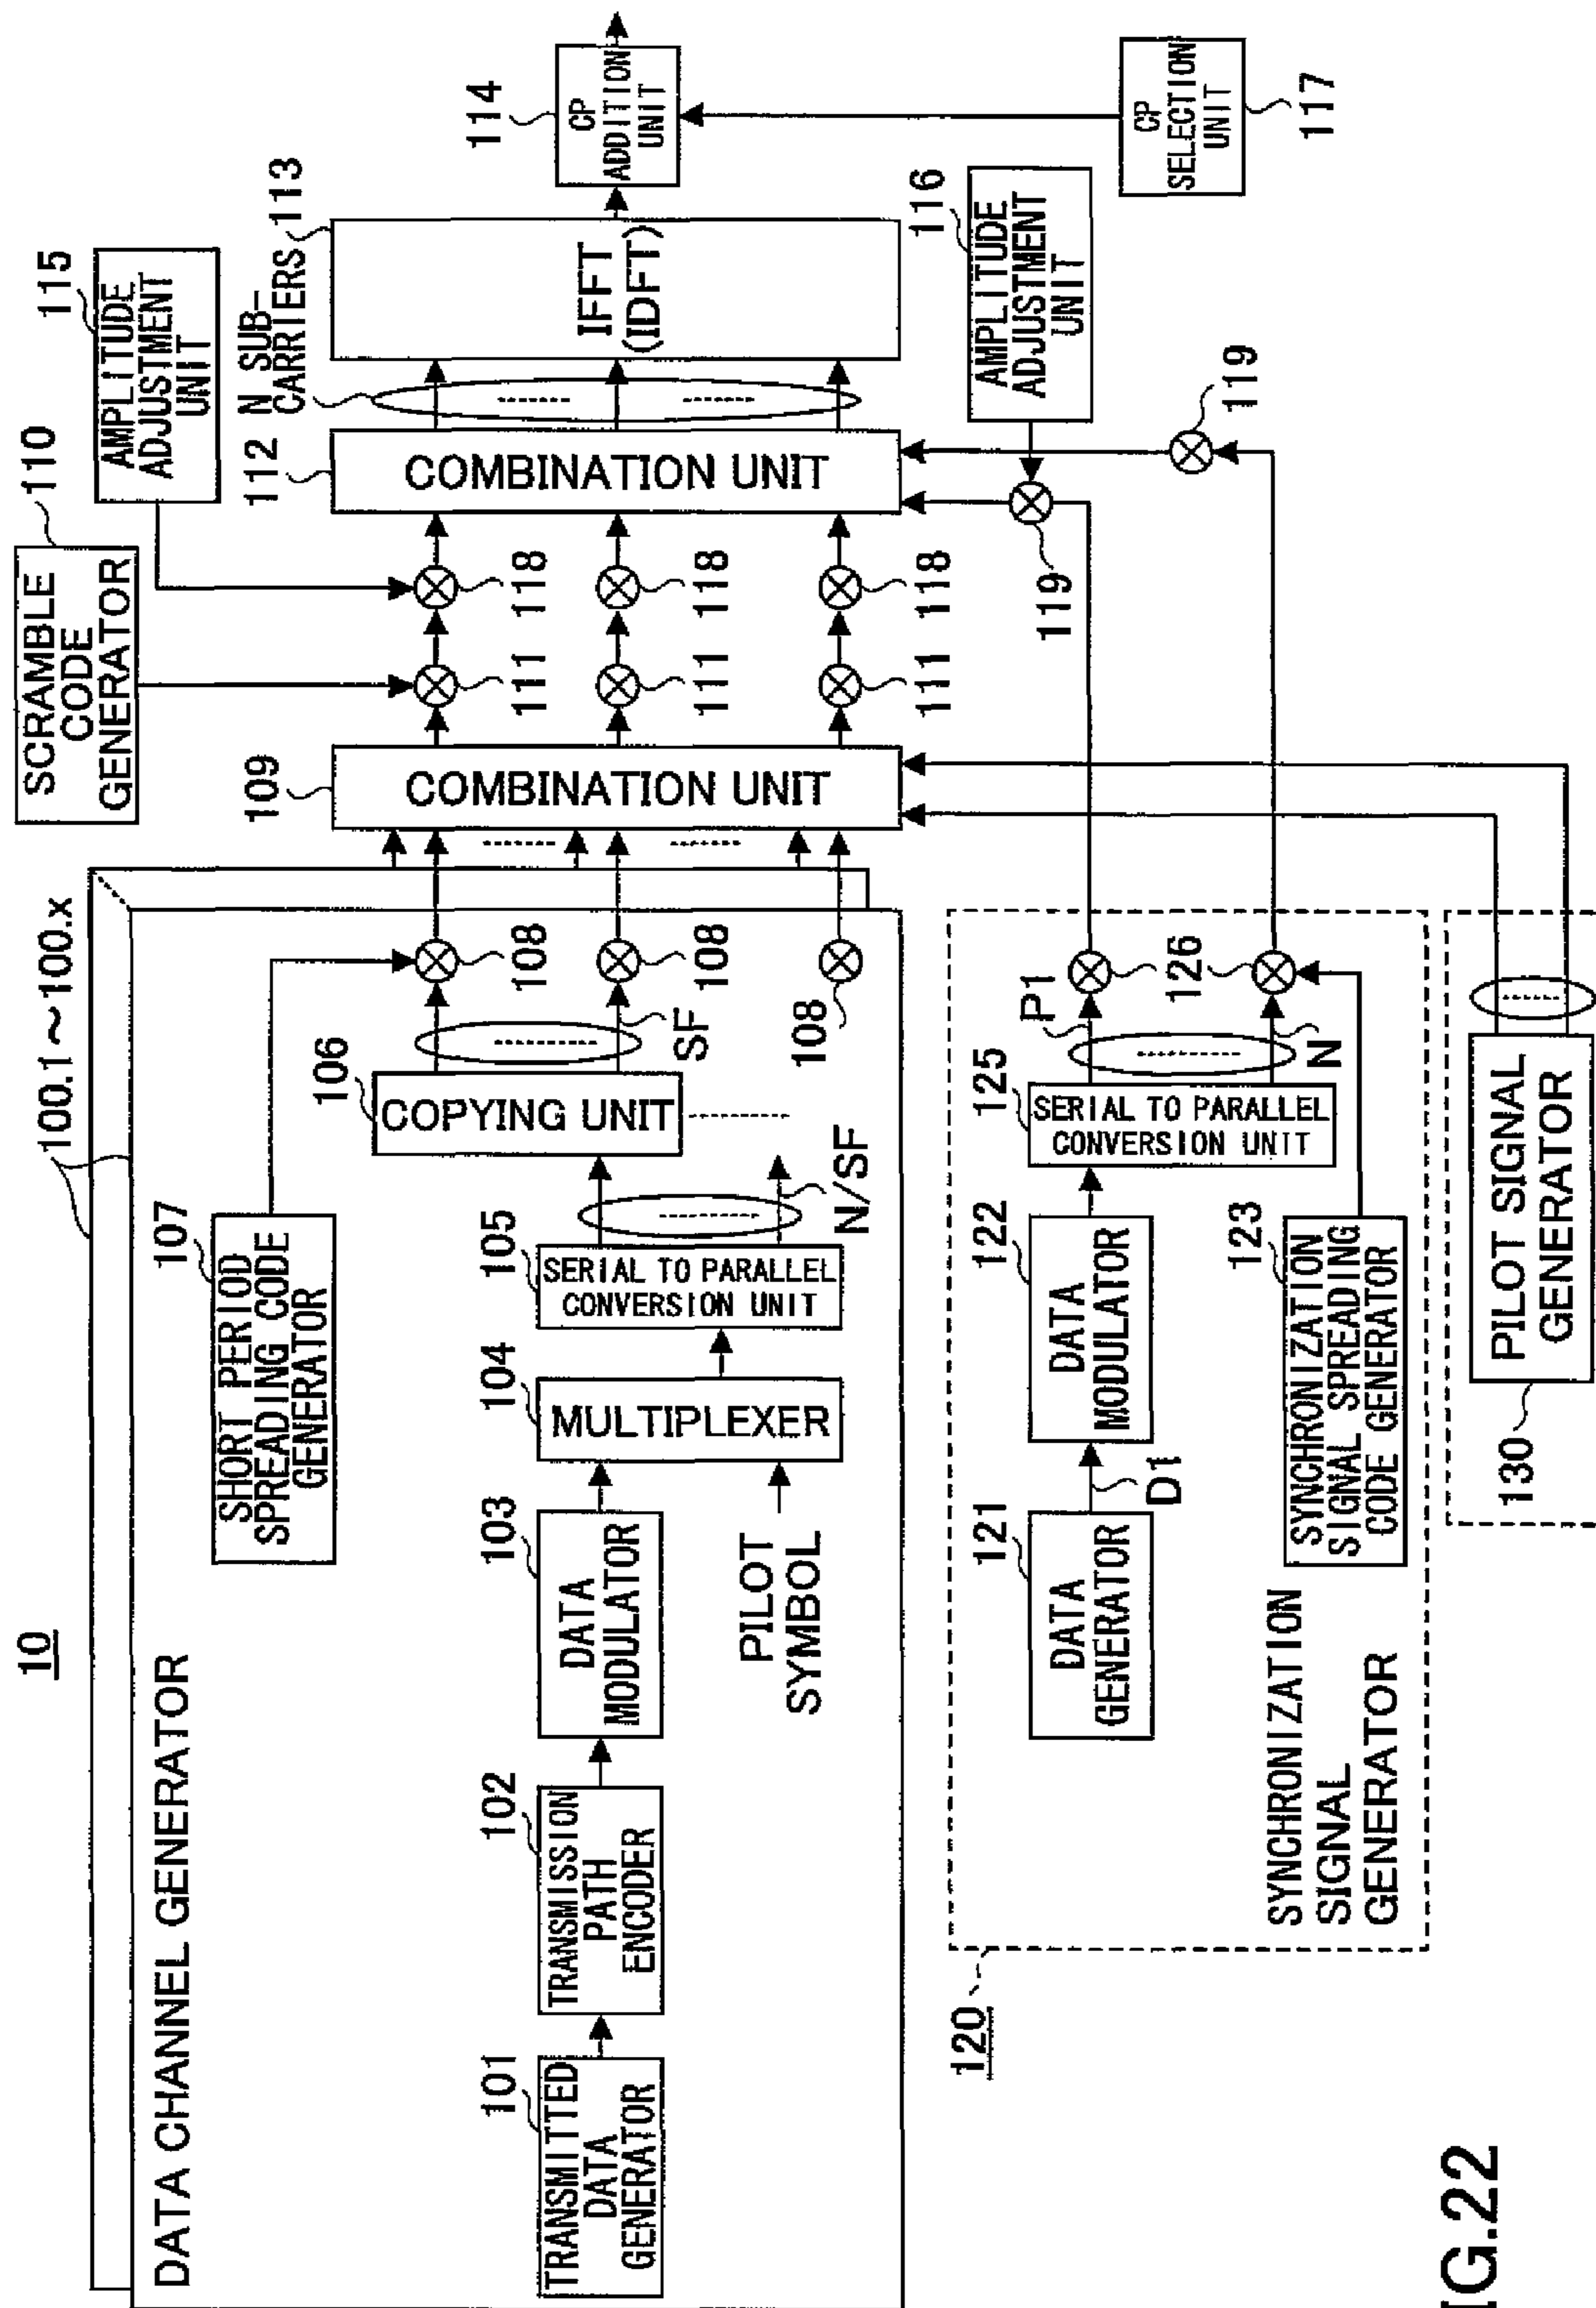 10
100.1~100.x
DATA CHANNEL GENERATOR
101
TRANSMITTED
DATA
GENERATOR
102
TRANSMISSION
PATH
ENCODER
103
DATA
MODULATOR
PILOT
SYMBOL
104
MULTIPLEXER
105
SERIAL TO PARALLEL
CONVERSION UNIT
N/SF
106
COPYING UNIT
SF
107
SHORT PERIOD
SPREADING CODE
GENERATOR
108
108
108
109
COMBINATION UNIT
SCRAMBLE
CODE
GENERATOR
110
111
111
111
115
AMPLITUDE
ADJUSTMENT
UNIT
118
118
118
112
COMBINATION UNIT
N SUB-
CARRIERS
113
IFFT
(IDFT)
114
CP
ADDITION
UNIT
CP
SELECTION
UNIT
117
116
AMPLITUDE
ADJUSTMENT
UNIT
119
119
120
SYNCHRONIZATION
SIGNAL
GENERATOR
121
DATA
GENERATOR
D1
122
DATA
MODULATOR
123
SYNCHRONIZATION
SIGNAL SPREADING
CODE GENERATOR
125
SERIAL TO PARALLEL
CONVERSION UNIT
P1
N
126
130
PILOT SIGNAL
GENERATOR
IG.22